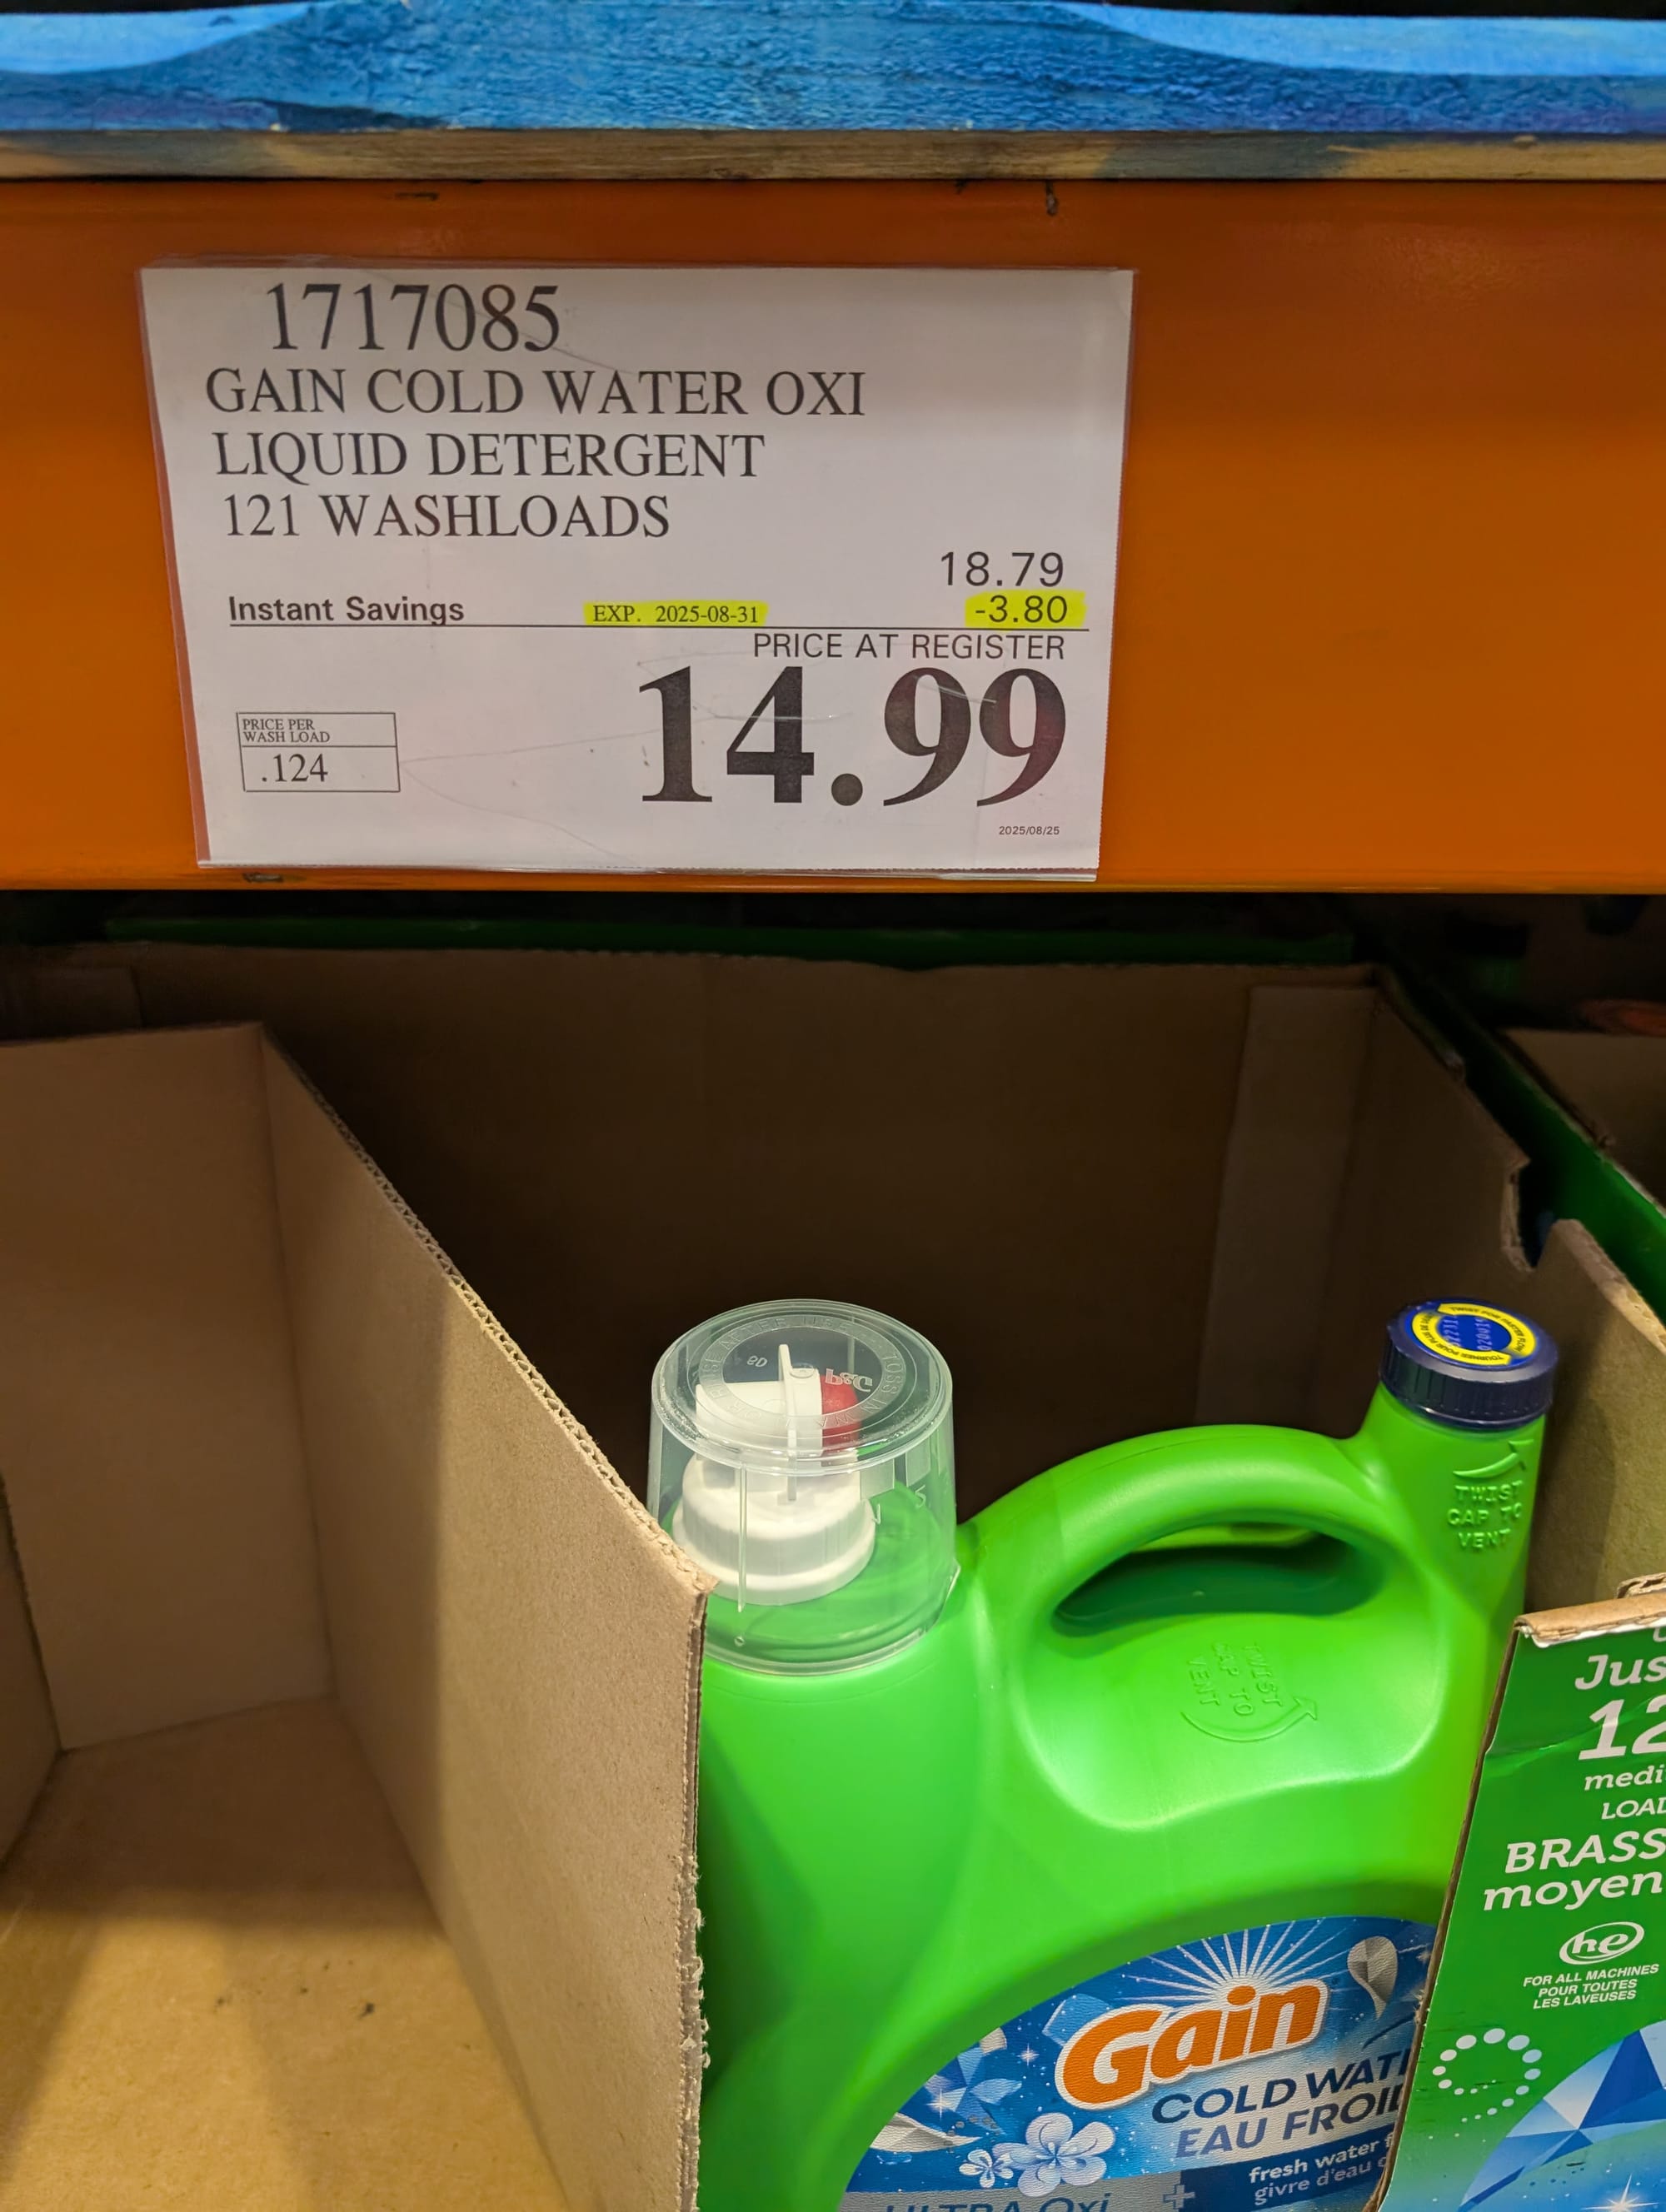 1717085
GAIN COLD WATER OXI
LIQUID DETERGENT
121 WASHLOADS
18.79
Instant Savings EXP. 2025-08-31 -3.80
PRICE AT REGISTER
14.99
PRICE PER
WASH LOAD
.124
2025/08/25
TWIST
CAP TO
VENT
TWIST
CAP TO
VENT
Gain
COLD WAT
EAU FROI
fresh water
givre d'eau
ULTRA Oxi +
Jus
12
medi
LOA
BRASS
moyen
he
FOR ALL MACHINES
POUR TOUTES
LES LAVEUSES